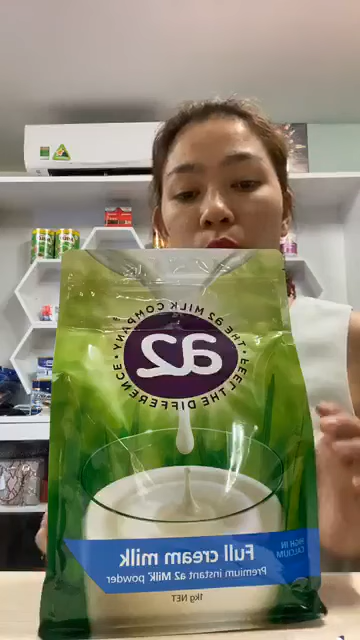 THE a2 MILK COMPANY
a2
FEEL THE DIFFERENCE
Full cream milk
Premium instant a2 Milk™ powder
HIGH IN
CALCIUM
1kg NET